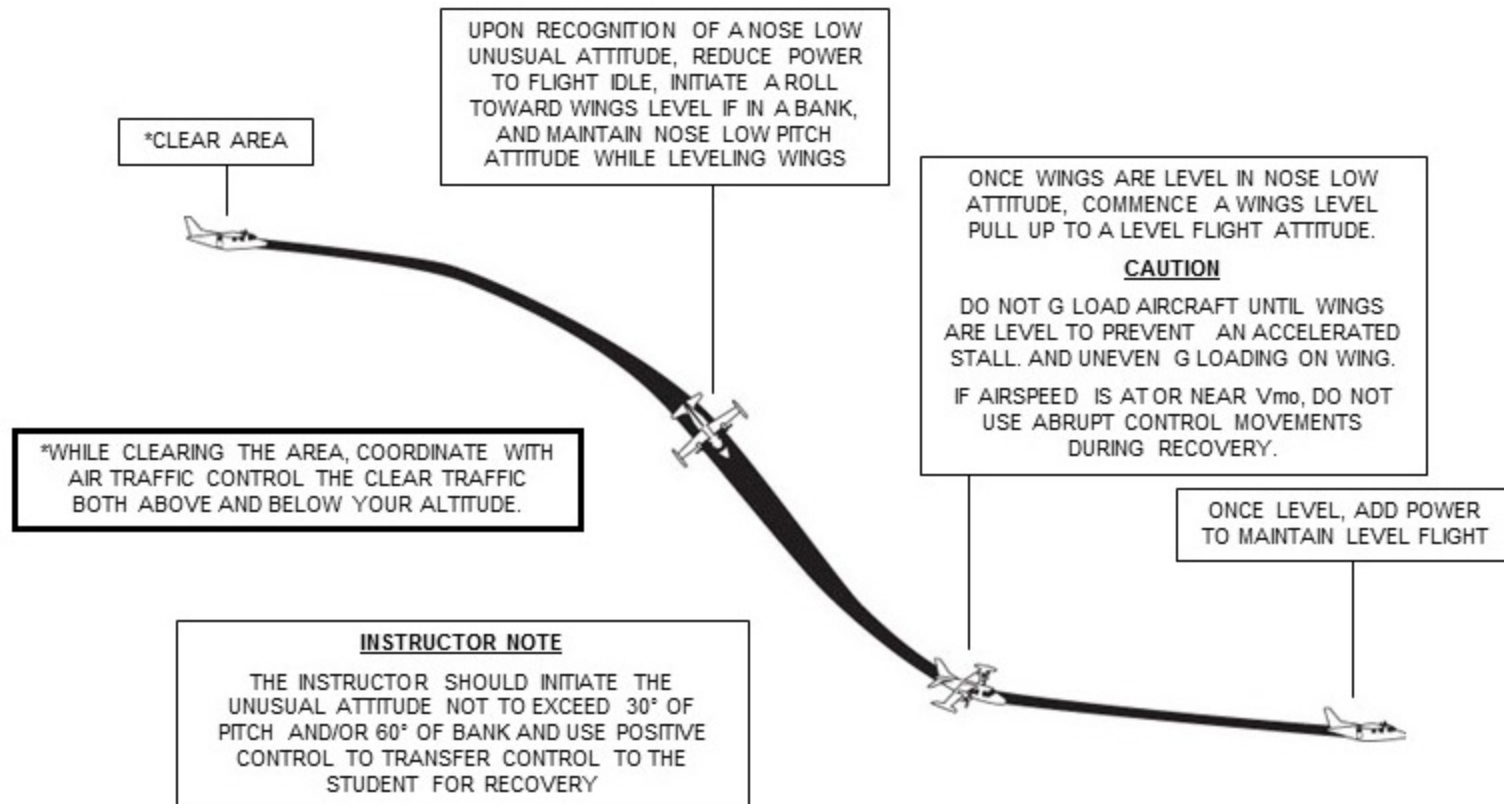 UPON RECOGNITION OF A NOSE LOW
UNUSUAL ATTITUDE, REDUCE POWER
TO FLIGHT IDLE, INITIATE A ROLL
TOWARD WINGS LEVEL IF IN A BANK,
AND MAINTAIN NOSE LOW PITCH
ATTITUDE WHILE LEVELING WINGS
*CLEAR AREA
ONCE WINGS ARE LEVEL IN NOSE LOW
ATTITUDE, COMMENCE A WINGS LEVEL
PULL UP TO A LEVEL FLIGHT ATTITUDE.
CAUTION
DO NOT G LOAD AIRCRAFT UNTIL WINGS
ARE LEVEL TO PREVENT AN ACCELERATED
STALL. AND UNEVEN G LOADING ON WING.
IF AIRSPEED IS AT OR NEAR Vmo, DO NOT
USE ABRUPT CONTROL MOVEMENTS
DURING RECOVERY.
*WHILE CLEARING THE AREA, COORDINATE WITH
AIR TRAFFIC CONTROL THE CLEAR TRAFFIC
BOTH ABOVE AND BELOW YOUR ALTITUDE.
ONCE LEVEL, ADD POWER
TO MAINTAIN LEVEL FLIGHT
INSTRUCTOR NOTE
THE INSTRUCTOR SHOULD INITIATE THE
UNUSUAL ATTITUDE NOT TO EXCEED 30° OF
PITCH AND/OR 60° OF BANK AND USE POSITIVE
CONTROL TO TRANSFER CONTROL TO THE
STUDENT FOR RECOVERY